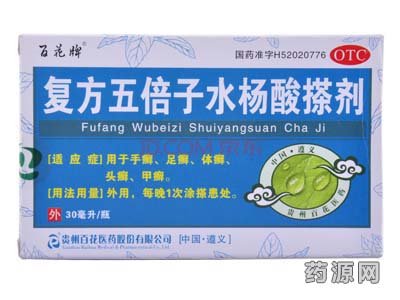 百花牌
国药准字H52020776
OTC
复方五倍子水杨酸搽剂
Fufang Wubeizi Shuiyangsuan Cha Ji
[适应症]用于手癣、足癣、体癣、
头癣、甲癣。
[用法用量]外用，每晚1次涂搽患处。
中国·遵义
贵州百花医药
外 30毫升/瓶
贵州百花医药股份有限公司 [中国·遵义]
药源网